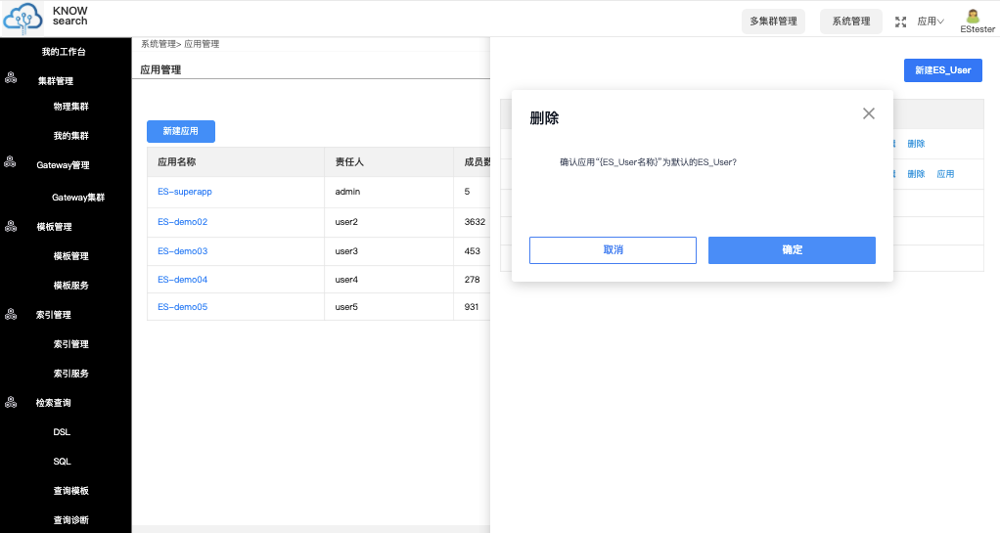 KNOW
search
多集群管理
系统管理
应用
EStester
我的工作台
集群管理
物理集群
我的集群
Gateway管理
Gateway集群
模板管理
模板管理
模板服务
索引管理
索引管理
索引服务
检索查询
DSL
SQL
查询模板
查询诊断
系统管理> 应用管理
应用管理
新建应用
应用名称 责任人 成员数
ES-superapp admin 5
ES-demo02 user2 3632
ES-demo03 user3 453
ES-demo04 user4 278
ES-demo05 user5 931
新建ES_User
删除
删除 应用
删除
确认应用“{ES_User名称}”为默认的ES_User?
取消
确定